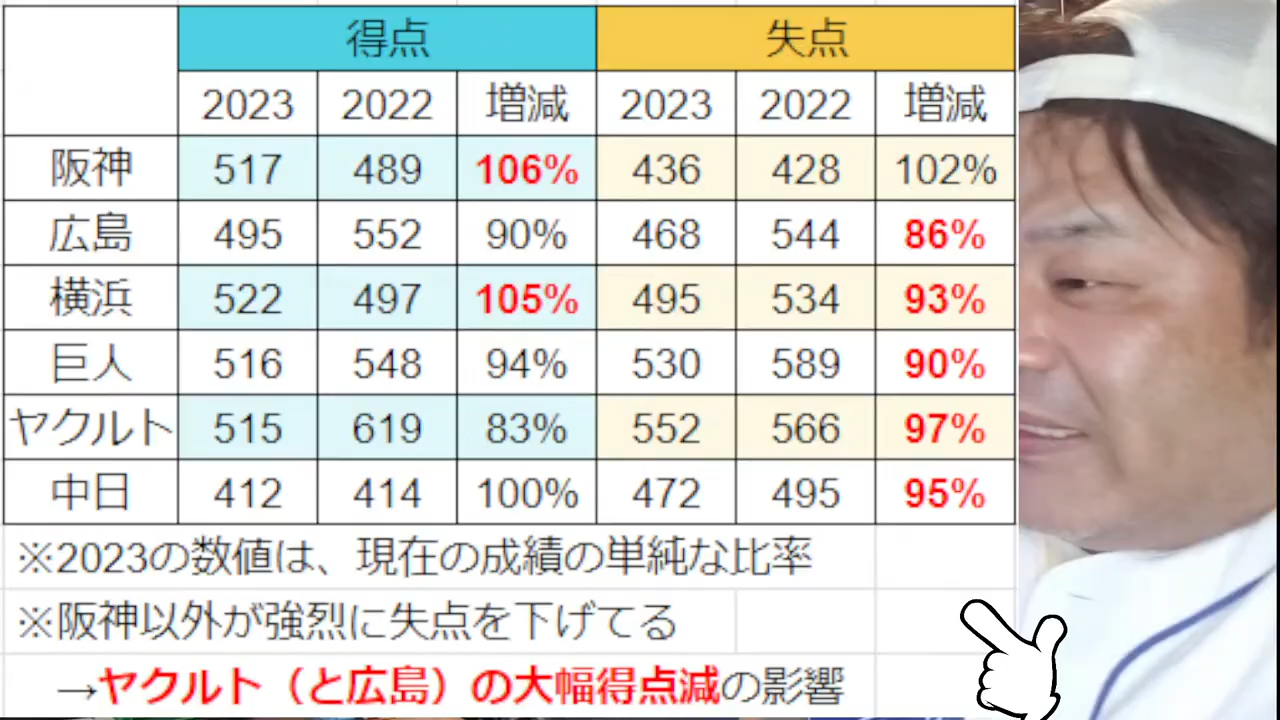 得点 失点
2023 2022 増減 2023 2022 増減
阪神 517 489 106% 436 428 102%
広島 495 552 90% 468 544 86%
横浜 522 497 105% 495 534 93%
巨人 516 548 94% 530 589 90%
ヤクルト 515 619 83% 552 566 97%
中日 412 414 100% 472 495 95%
※2023の数値は、現在の成績の単純な比率
※阪神以外が強烈に失点を下げてる
→ヤクルト（と広島）の大幅得点減の影響